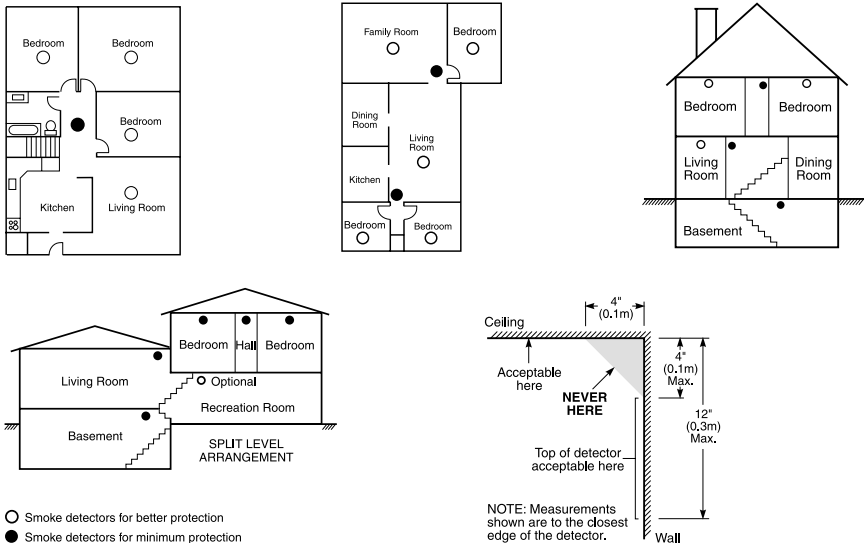 Bedroom
Bedroom
Bedroom
Kitchen
Living Room
Family Room
Bedroom
Dining
Room
Living
Room
Kitchen
Bedroom
Bedroom
Bedroom
Bedroom
Living
Room
Dining
Room
Basement
Bedroom
Hall
Bedroom
Living Room
Optional
Recreation Room
Basement
SPLIT LEVEL
ARRANGEMENT
Smoke detectors for better protection
Smoke detectors for minimum protection
4"
(0.1m)
Ceiling
Acceptable
here
NEVER
HERE
4"
(0.1m)
Max.
12"
(0.3m)
Max.
Top of detector
acceptable here
NOTE: Measurements
shown are to the closest
edge of the detector.
Wall